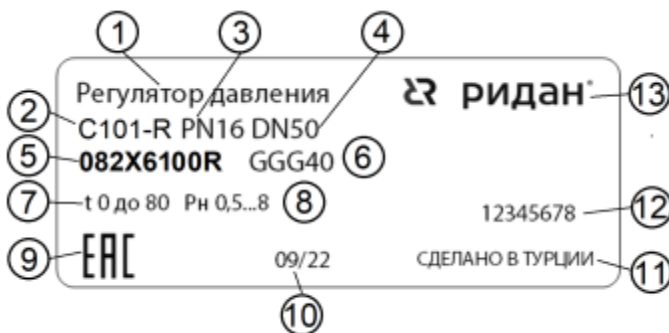 1 3 4
Регулятор давления
ридан
13
2 C101-R PN16 DN50
5 082X6100R GGG40 6
7 t 0 до 80 Рн 0,5...8 8
12345678 12
9 EAC
09/22
СДЕЛАНО В ТУРЦИИ
11
10